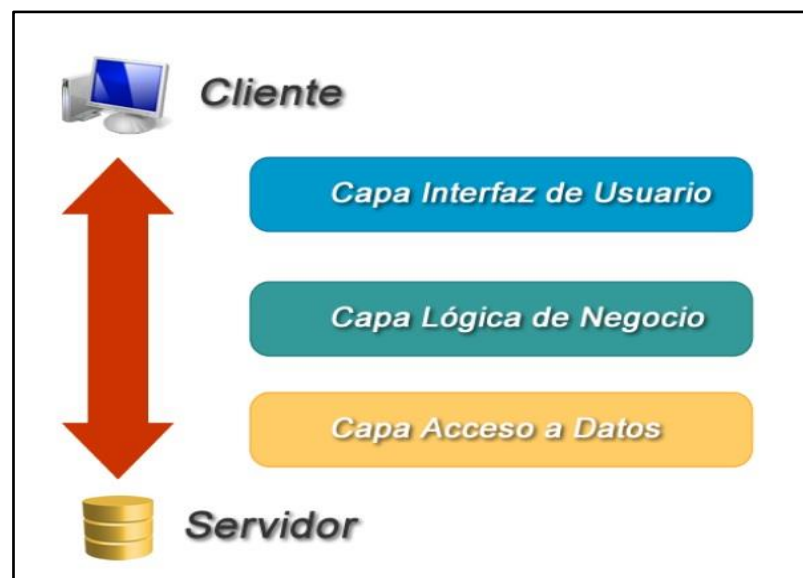 Cliente
Capa Interfaz de Usuario
Capa Lógica de Negocio
Capa Acceso a Datos
Servidor